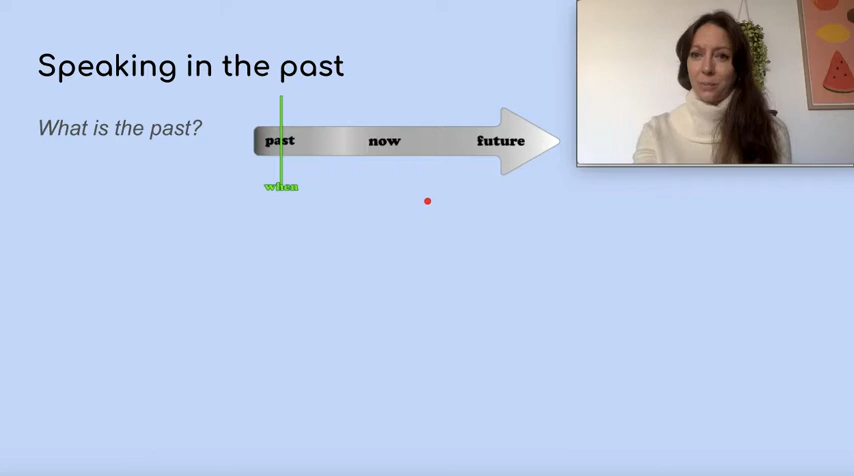 Speaking in the past
What is the past?
past now future
when